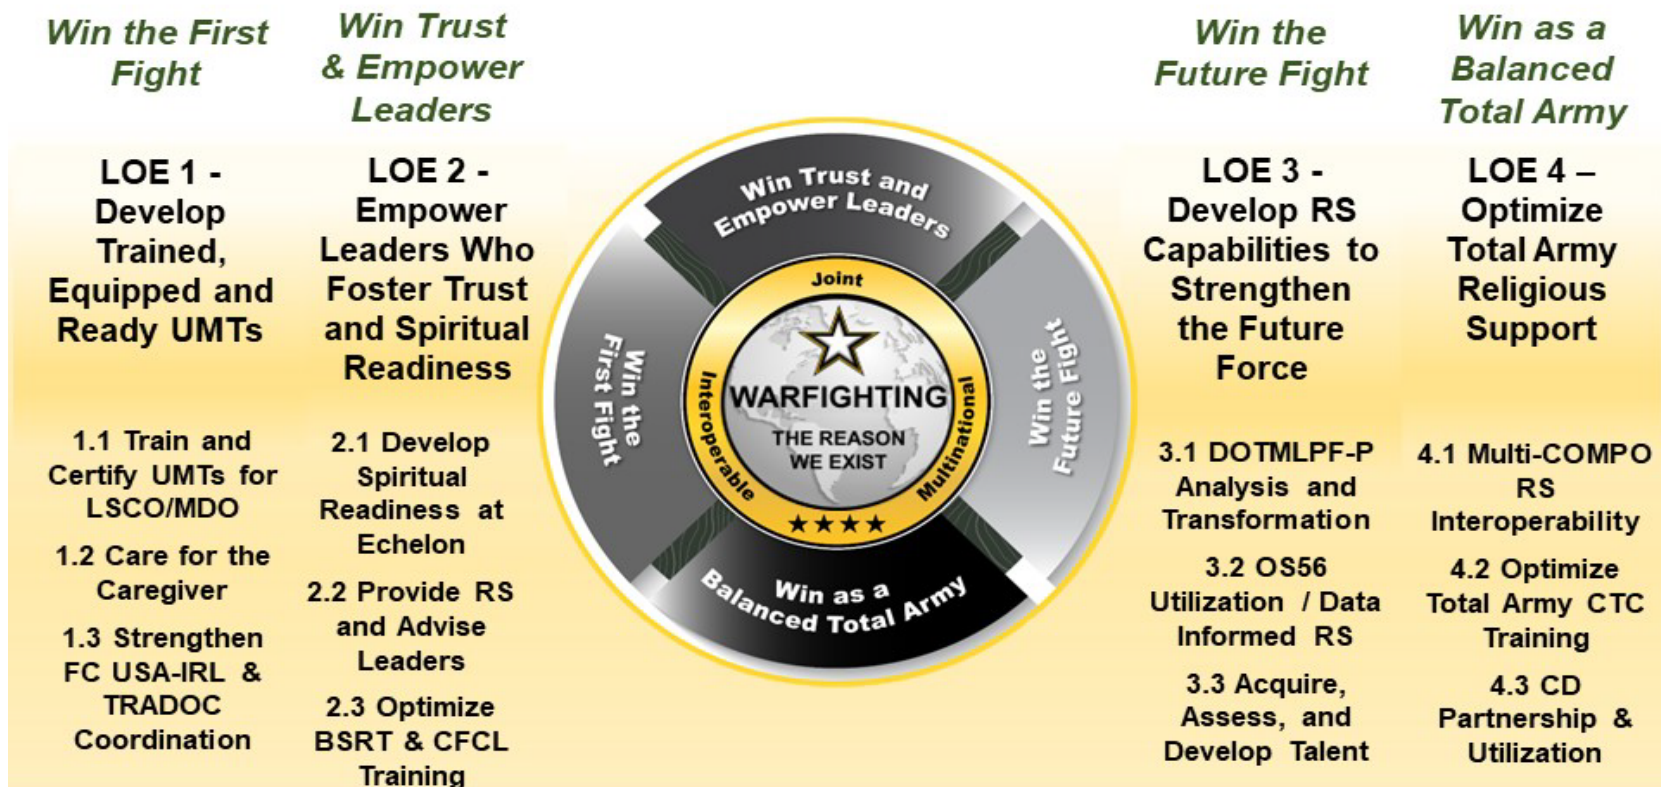 Win the First
Fight
LOE 1 -
Develop
Trained,
Equipped and
Ready UMTs
1.1 Train and
Certify UMTs for
LSCO/MDO
1.2 Care for the
Caregiver
1.3 Strengthen
FC USA-IRL &
TRADOC
Coordination
Win Trust
& Empower
Leaders
LOE 2 -
Empower
Leaders Who
Foster Trust
and Spiritual
Readiness
2.1 Develop
Spiritual
Readiness at
Echelon
2.2 Provide RS
and Advise
Leaders
2.3 Optimize
BSRT & CFCL
Training
Win Trust and
Empower Leaders
Win the
First Fight
Joint
Interoperable
Multinational
WARFIGHTING
THE REASON
WE EXIST
Win the
Future Fight
Win as a
Balanced Total Army
Win the
Future Fight
LOE 3 -
Develop RS
Capabilities to
Strengthen
the Future
Force
3.1 DOTMLPF-P
Analysis and
Transformation
3.2 OS56
Utilization / Data
Informed RS
3.3 Acquire,
Assess, and
Develop Talent
Win as a
Balanced
Total Army
LOE 4 –
Optimize
Total Army
Religious
Support
4.1 Multi-COMPO
RS
Interoperability
4.2 Optimize
Total Army CTC
Training
4.3 CD
Partnership &
Utilization